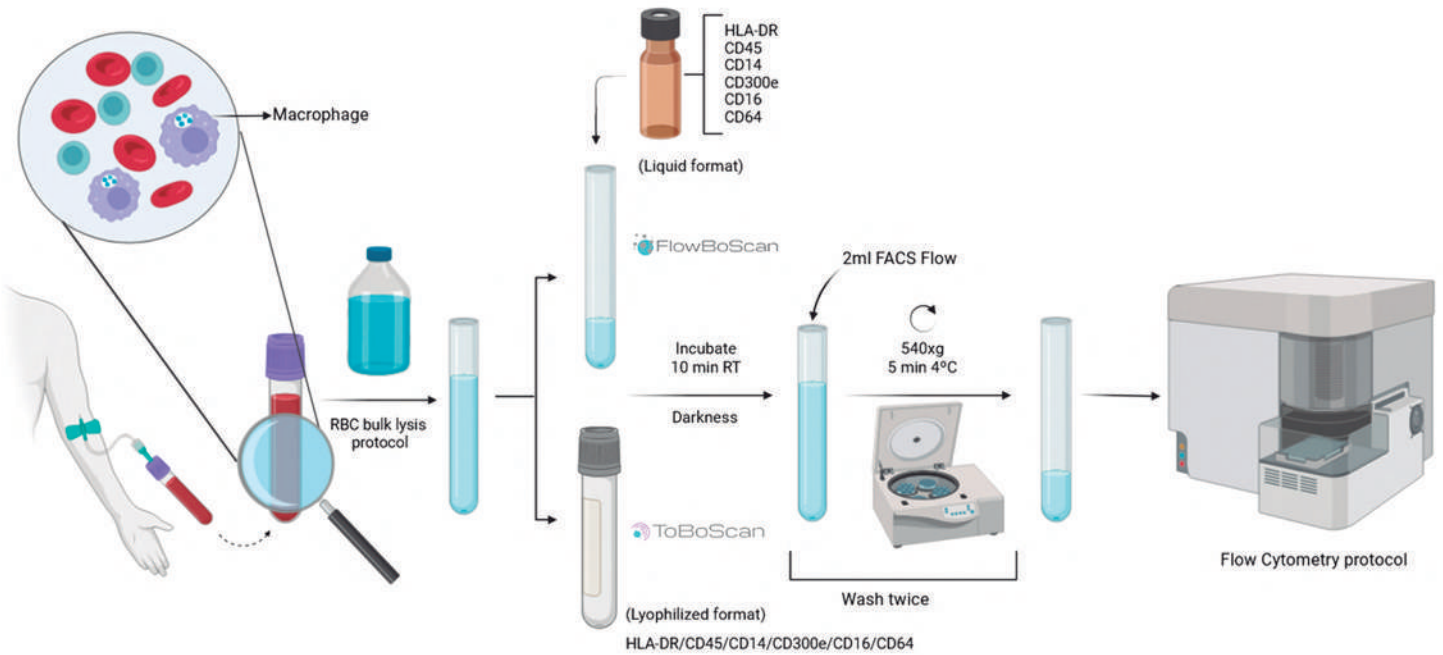 Macrophage
RBC bulk lysis
protocol
HLA-DR
CD45
CD14
CD300e
CD16
CD64
(Liquid format)
FlowBoScan
ToBoScan
(Lyophilized format)
HLA-DR/CD45/CD14/CD300e/CD16/CD64
Incubate
10 min RT
Darkness
2ml FACS Flow
540xg
5 min 4ºC
Wash twice
Flow Cytometry protocol